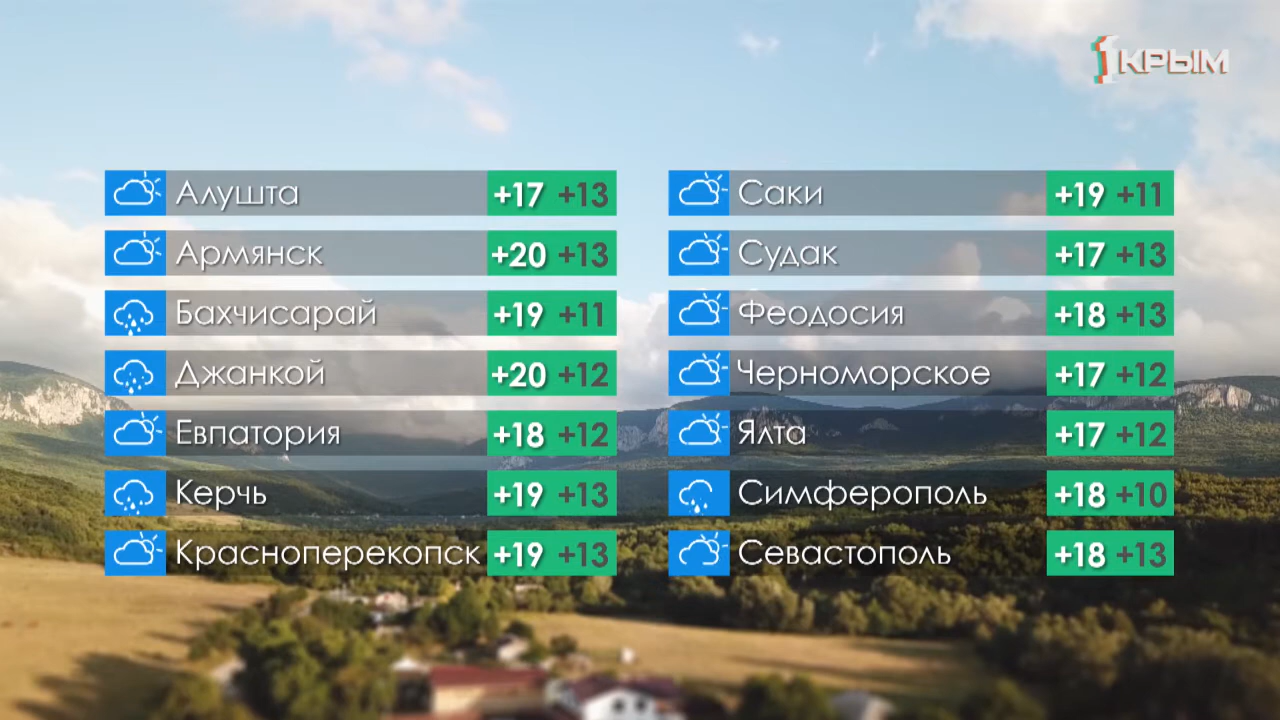 1 КРЫМ
Алушта +17 +13
Армянск +20 +13
Бахчисарай +19 +11
Джанкой +20 +12
Евпатория +18 +12
Керчь +19 +13
Красноперекопск +19 +13
Саки +19 +11
Судак +17 +13
Феодосия +18 +13
Черноморское +17 +12
Ялта +17 +12
Симферополь +18 +10
Севастополь +18 +13